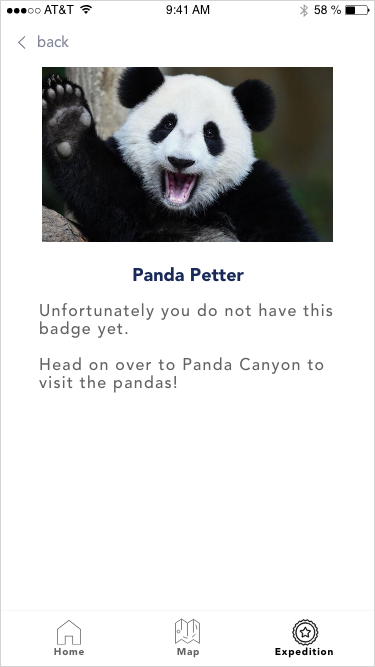 AT&T 9:41 AM 58 %
back
Panda Petter
Unfortunately you do not have this
badge yet.
Head on over to Panda Canyon to
visit the pandas!
Home Map Expedition